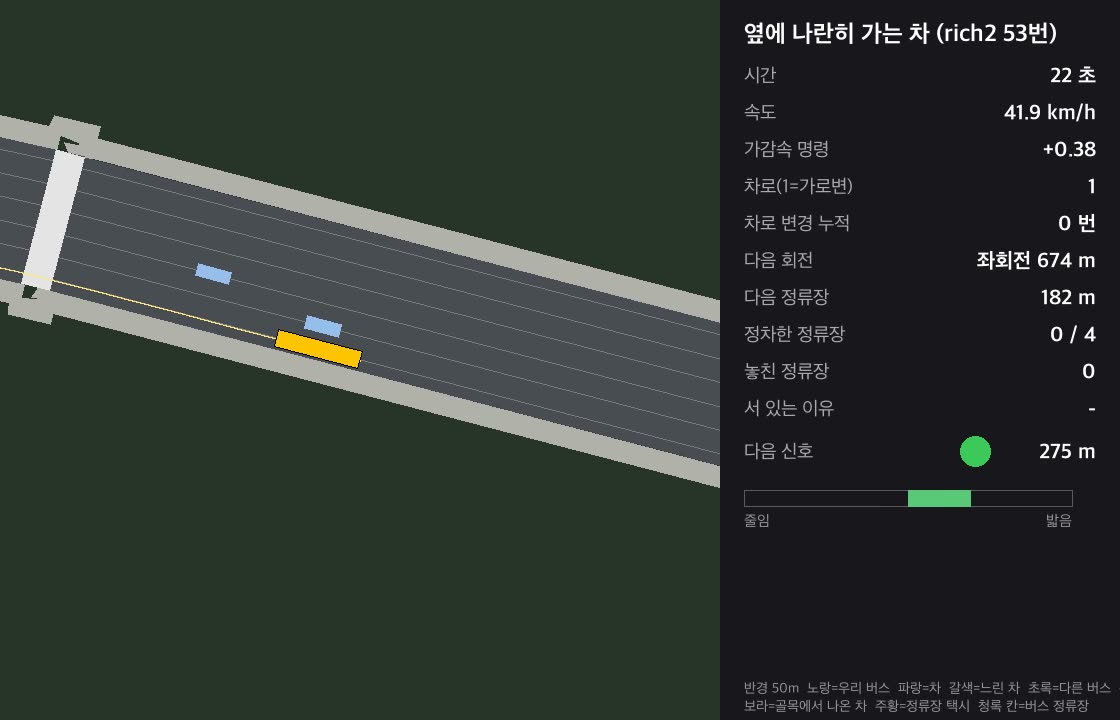 옆에 나란히 가는 차 (rich2 53번)
시간 22 초
속도 41.9 km/h
가감속 명령 +0.38
차로(1=가로변) 1
차로 변경 누적 0 번
다음 회전 좌회전 674 m
다음 정류장 182 m
정차한 정류장 0 / 4
놓친 정류장 0
서 있는 이유 -
다음 신호 275 m
줄임 밟음
반경 50m 노랑=우리 버스 파랑=차 갈색=느린 차 초록=다른 버스
보라=골목에서 나온 차 주황=정류장 택시 청록 칸=버스 정류장